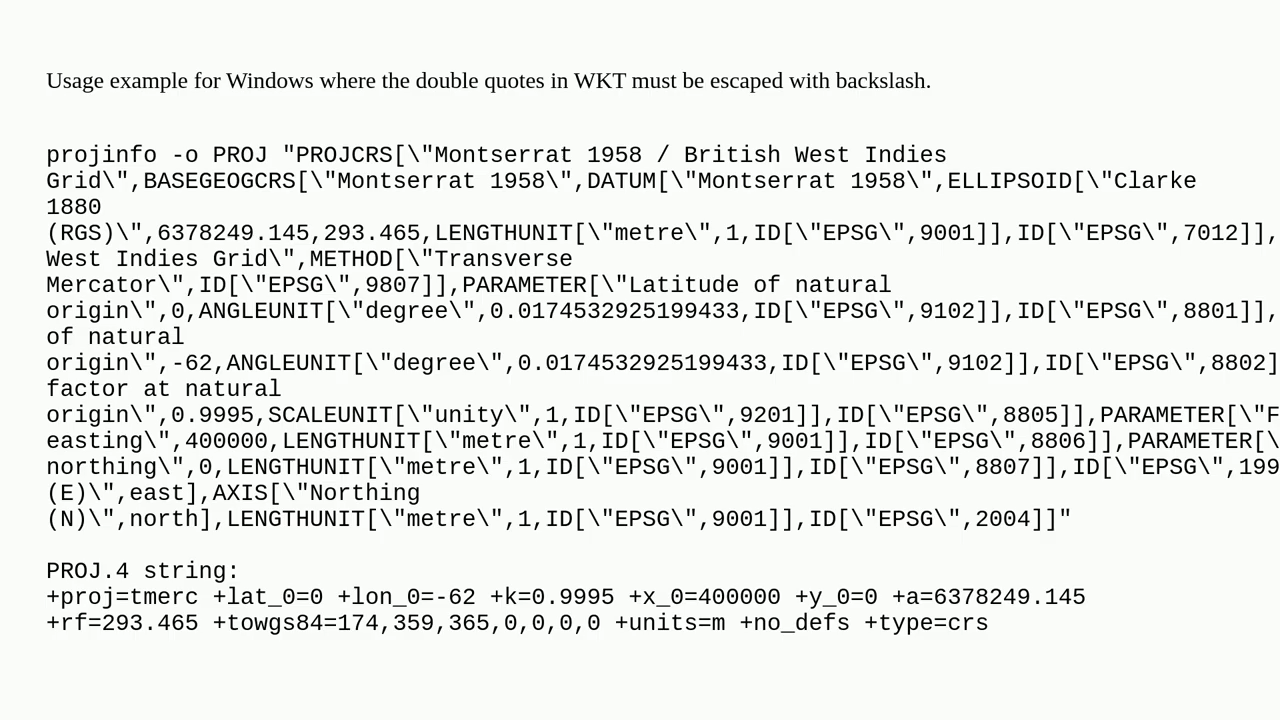 Usage example for Windows where the double quotes in WKT must be escaped with backslash.
projinfo -o PROJ "PROJCRS[\"Montserrat 1958 / British West Indies
Grid\",BASEGEOGCRS[\"Montserrat 1958\",DATUM[\"Montserrat 1958\",ELLIPSOID[\"Clarke
1880
(RGS)\",6378249.145,293.465,LENGTHUNIT[\"metre\",1,ID[\"EPSG\",9001]],ID[\"EPSG\",7012]],
West Indies Grid\",METHOD[\"Transverse
Mercator\",ID[\"EPSG\",9807]],PARAMETER[\"Latitude of natural
origin\",0,ANGLEUNIT[\"degree\",0.0174532925199433,ID[\"EPSG\",9102]],ID[\"EPSG\",8801]],
of natural
origin\",-62,ANGLEUNIT[\"degree\",0.0174532925199433,ID[\"EPSG\",9102]],ID[\"EPSG\",8802]
factor at natural
origin\",0.9995,SCALEUNIT[\"unity\",1,ID[\"EPSG\",9201]],ID[\"EPSG\",8805]],PARAMETER[\"F
easting\",400000,LENGTHUNIT[\"metre\",1,ID[\"EPSG\",9001]],ID[\"EPSG\",8806]],PARAMETER[\
northing\",0,LENGTHUNIT[\"metre\",1,ID[\"EPSG\",9001]],ID[\"EPSG\",8807]],ID[\"EPSG\",199
(E)\",east],AXIS[\"Northing
(N)\",north],LENGTHUNIT[\"metre\",1,ID[\"EPSG\",9001]],ID[\"EPSG\",2004]]"
PROJ.4 string:
+proj=tmerc +lat_0=0 +lon_0=-62 +k=0.9995 +x_0=400000 +y_0=0 +a=6378249.145
+rf=293.465 +towgs84=174,359,365,0,0,0,0 +units=m +no_defs +type=crs